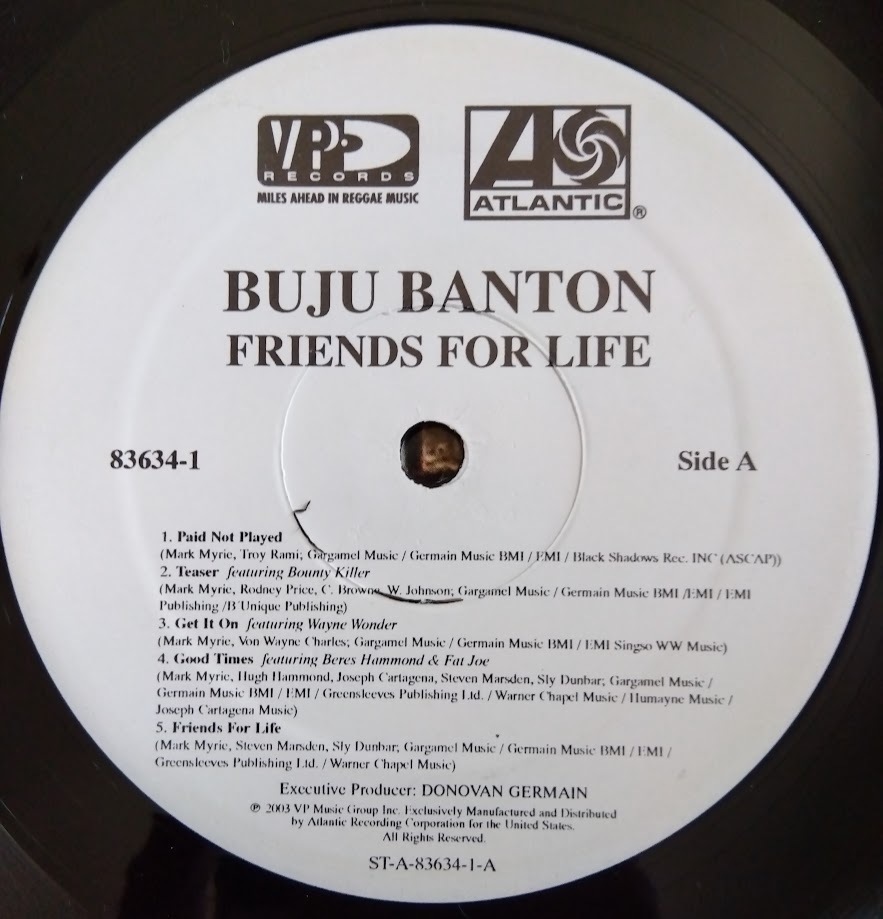 VP RECORDS
MILES AHEAD IN REGGAE MUSIC
ATLANTIC®
BUJU BANTON
FRIENDS FOR LIFE
83634-1
Side A
1. Paid Not Played
(Mark Myrie, Troy Rami; Gargamel Music / Germain Music BMI / EMI / Black Shadows Rec. INC (ASCAP))
2. Teaser featuring Bounty Killer
(Mark Myrie, Rodney Price, C. Browne, W. Johnson; Gargamel Music / Germain Music BMI /EMI / EMI
Publishing /B Unique Publishing)
3. Get It On featuring Wayne Wonder
(Mark Myrie, Von Wayne Charles; Gargamel Music / Germain Music BMI / EMI Singso WW Music)
4. Good Times featuring Beres Hammond & Fat Joe
(Mark Myrie, Hugh Hammond, Joseph Cartagena, Steven Marsden, Sly Dunbar; Gargamel Music /
Germain Music BMI / EMI / Greensleeves Publishing Ltd. / Warner Chapel Music / Humayne Music /
Joseph Cartagena Music)
5. Friends For Life
(Mark Myrie, Steven Marsden, Sly Dunbar; Gargamel Music / Germain Music BMI / EMI /
Greensleeves Publishing Ltd. / Warner Chapel Music)
Executive Producer: DONOVAN GERMAIN
℗ 2003 VP Music Group Inc. Exclusively Manufactured and Distributed
by Atlantic Recording Corporation for the United States.
All Rights Reserved.
ST-A-83634-1-A